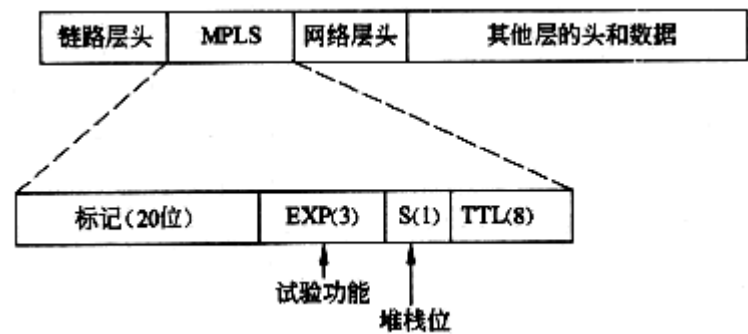 链路层头 MPLS 网络层头 其他层的头和数据
标记(20位) EXP(3) S(1) TTL(8)
试验功能
堆栈位